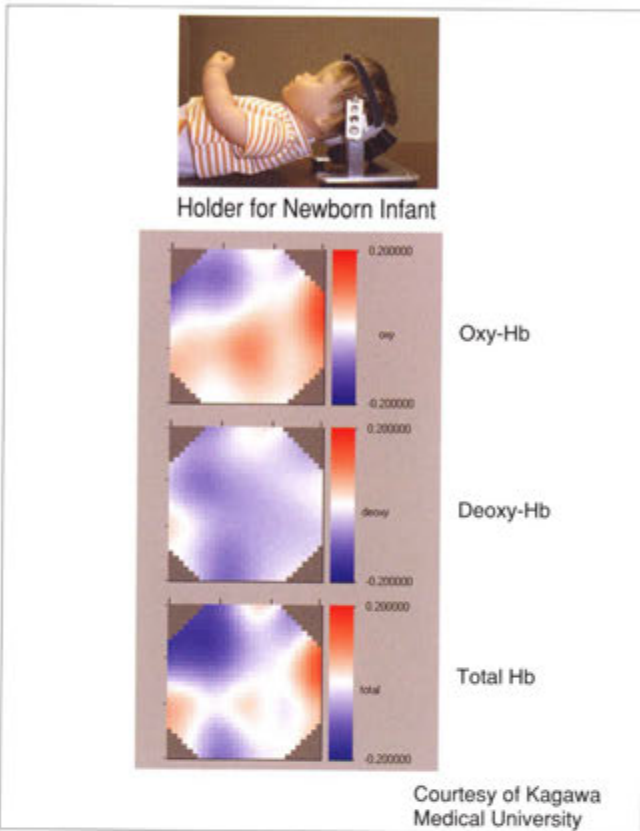 Holder for Newborn Infant
0.200000
oxy
Oxy-Hb
-0.200000
0.200000
deoxy
Deoxy-Hb
-0.200000
0.200000
total
Total Hb
-0.200000
Courtesy of Kagawa
Medical University